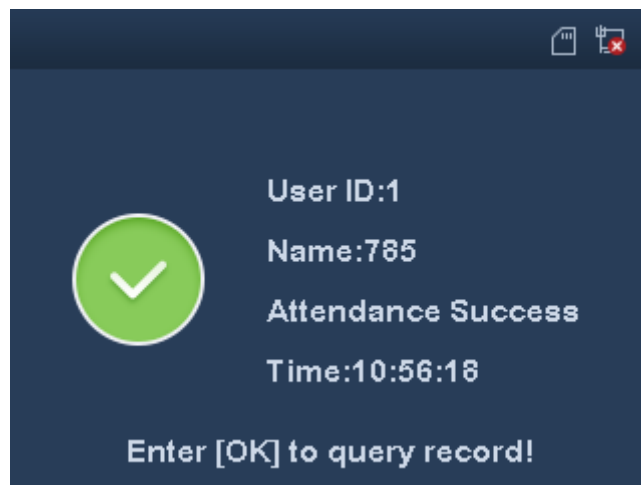 User ID:1
Name:785
Attendance Success
Time:10:56:18
Enter [OK] to query record!